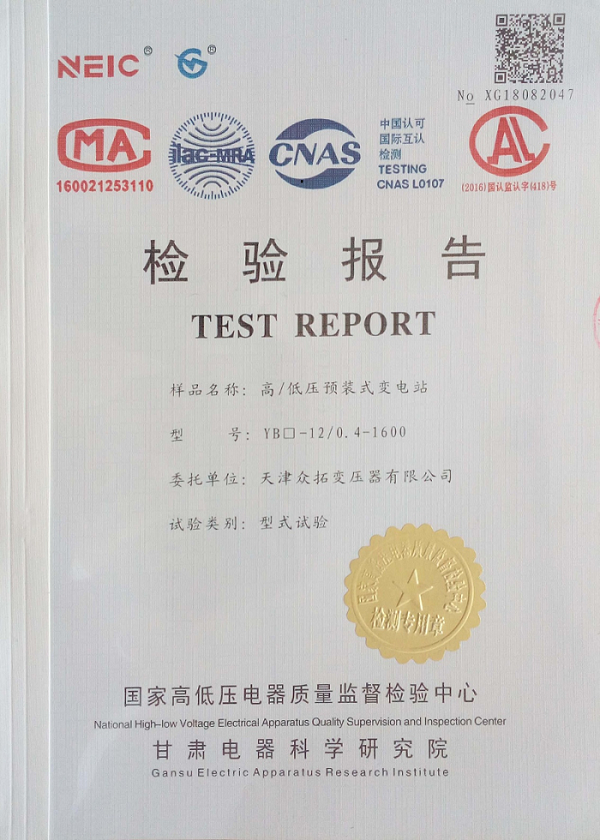 NEIC ®
®
No XG18082047
CMA
160021253110
ilac-MRA
CNAS
中国认可
国际互认
检测
TESTING
CNAS L0107
CAL
(2016)国认监认字(418)号
检验报告
TEST REPORT
样品名称: 高/低压预装式变电站
型 号: YB□-12/0.4-1600
委托单位: 天津众拓变压器有限公司
试验类别: 型式试验
检测专用章
国家高低压电器质量监督检验中心
National High-low Voltage Electrical Apparatus Quality Supervision and Inspection Center
甘肃电器科学研究院
Gansu Electric Apparatus Research Institute